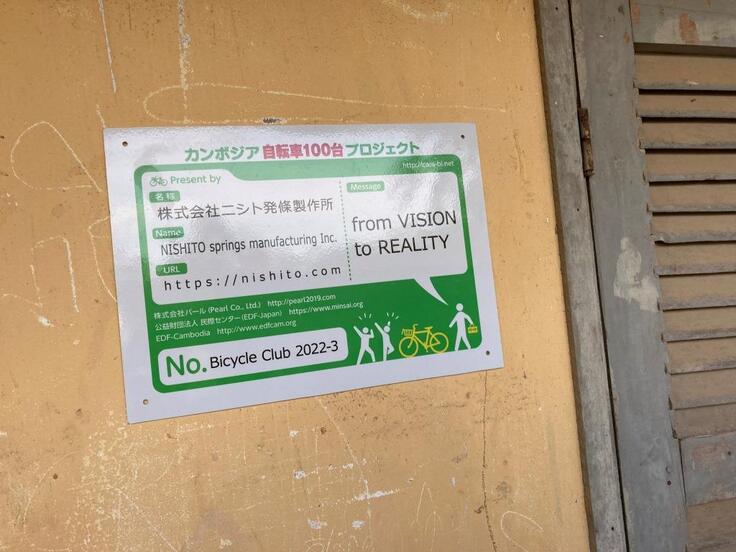 カンボジア 自転車100台 プロジェクト
http://caos-bl.net
Present by
名 称
株式会社ニシト発條製作所
Name
NISHITO springs manufacturing Inc.
URL
https://nishito.com
Message
from VISION
to REALITY
株式会社パール (Pearl Co., Ltd.) http://pearl2019.com
公益財団法人 民際センター (EDF-Japan) https://www.minsai.org
EDF-Cambodia http://www.edfcam.org
No. Bicycle Club 2022-3